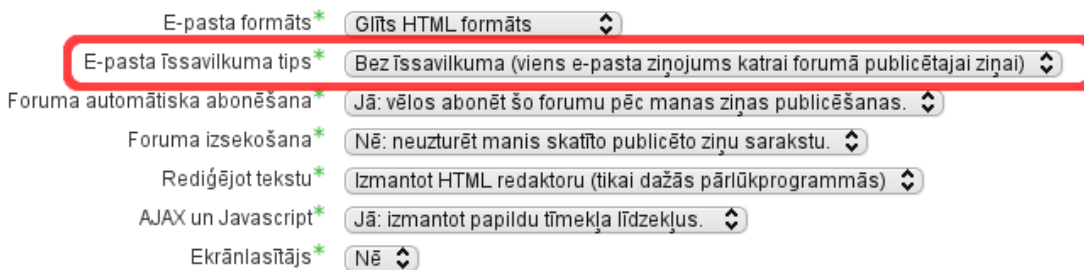 E-pasta formāts* Glīts HTML formāts
E-pasta īssavilkuma tips* Bez īssavilkuma (viens e-pasta ziņojums katrai forumā publicētajai ziņai)
Foruma automātiska abonēšana* Jā: vēlos abonēt šo forumu pēc manas ziņas publicēšanas.
Foruma izsekošana* Nē: neuzturēt manis skatīto publicēto ziņu sarakstu.
Rediģējot tekstu* Izmantot HTML redaktoru (tikai dažās pārlūkprogrammās)
AJAX un Javascript* Jā: izmantot papildu tīmekļa līdzekļus.
Ekrānlasītājs* Nē